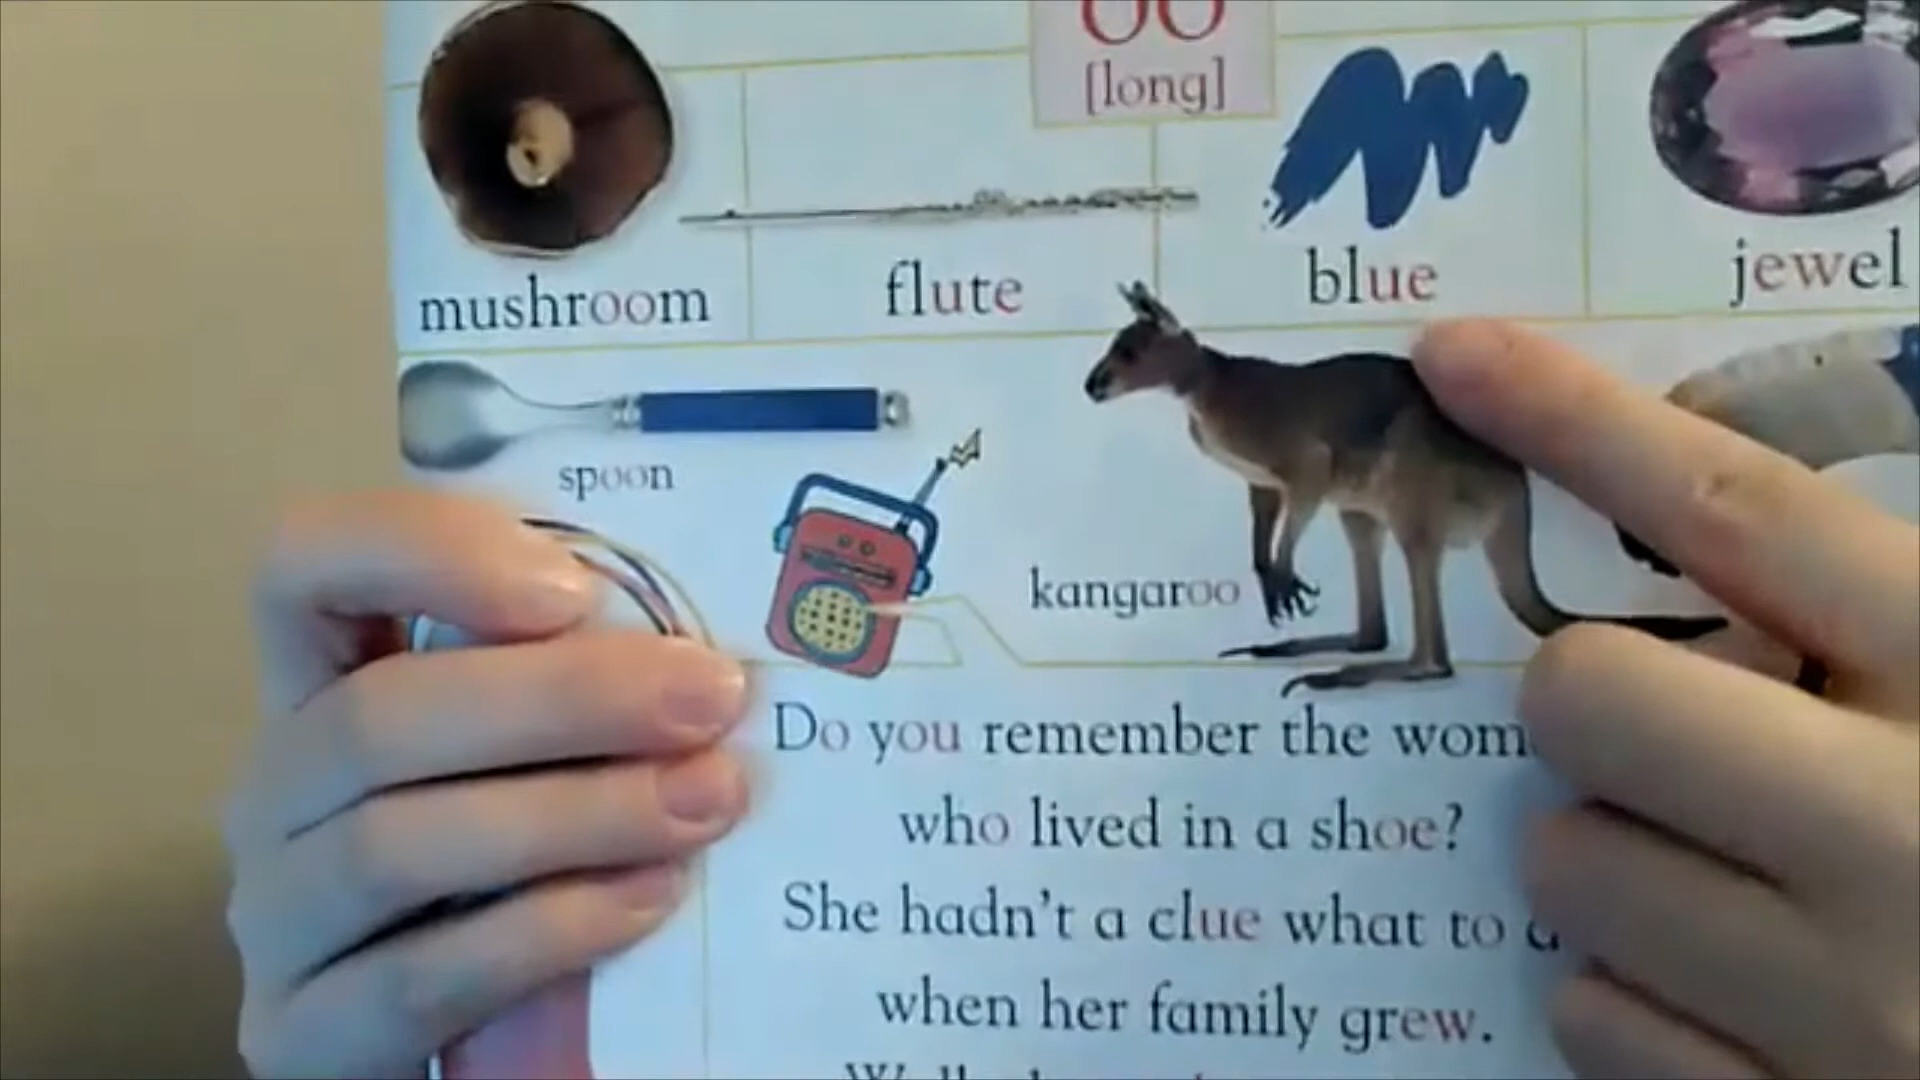 oo
[long]
mushroom
flute
blue
jewel
spoon
kangaroo
Do you remember the
who lived in a shoe?
She hadn't a clue what to
when her family grew.